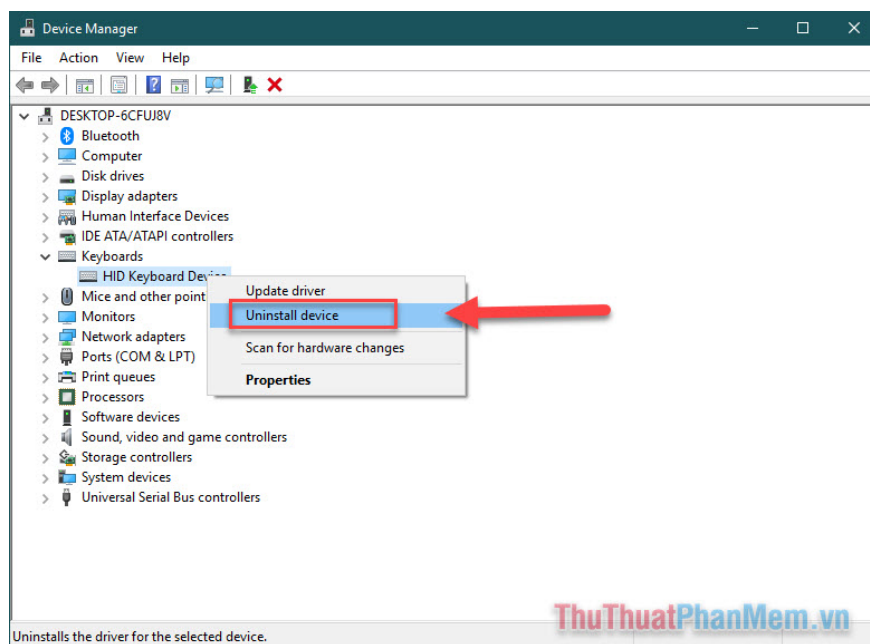 Device Manager
File Action View Help
DESKTOP-6CFUJ8V
Bluetooth
Computer
Disk drives
Display adapters
Human Interface Devices
IDE ATA/ATAPI controllers
Keyboards
HID Keyboard Device
Mice and other point
Monitors
Network adapters
Ports (COM & LPT)
Print queues
Processors
Software devices
Sound, video and game controllers
Storage controllers
System devices
Universal Serial Bus controllers
Update driver
Uninstall device
Scan for hardware changes
Properties
ThuThuatPhanMem.vn
Uninstalls the driver for the selected device.